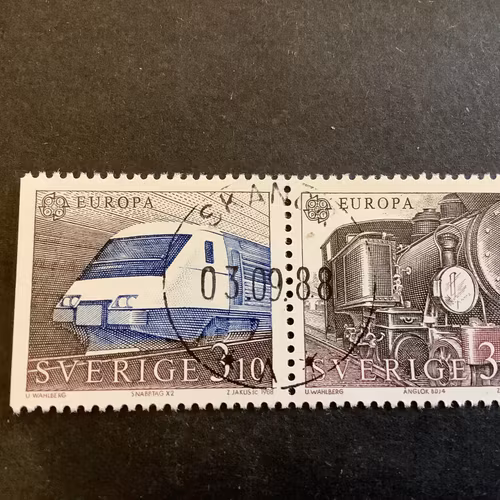 EUROPA
SVERIGE 3.10
U. WAHLBERG SNABBTÅG X2 Z. JAKUS SC 1988
EUROPA
SVERIGE 3
U. WAHLBERG ÅNGLOK
03.09.88